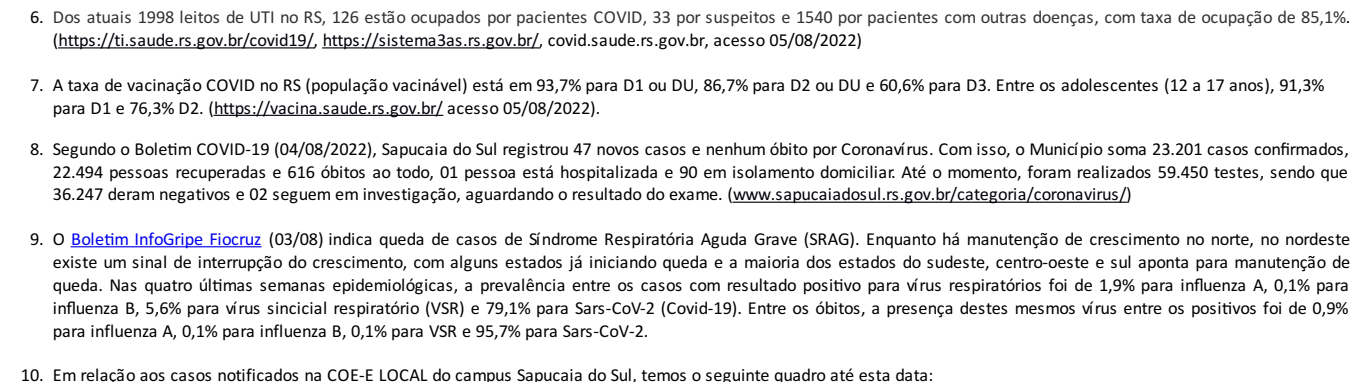 6. Dos atuais 1998 leitos de UTI no RS, 126 estão ocupados por pacientes COVID, 33 por suspeitos e 1540 por pacientes com outras doenças, com taxa de ocupação de 85,1%.
(https://ti.saude.rs.gov.br/covid19/, https://sistema3as.rs.gov.br/, covid.saude.rs.gov.br, acesso 05/08/2022)
7. A taxa de vacinação COVID no RS (população vacinável) está em 93,7% para D1 ou DU, 86,7% para D2 ou DU e 60,6% para D3. Entre os adolescentes (12 a 17 anos), 91,3%
para D1 e 76,3% D2. (https://vacina.saude.rs.gov.br/ acesso 05/08/2022).
8. Segundo o Boletim COVID-19 (04/08/2022), Sapucaia do Sul registrou 47 novos casos e nenhum óbito por Coronavírus. Com isso, o Município soma 23.201 casos confirmados,
22.494 pessoas recuperadas e 616 óbitos ao todo, 01 pessoa está hospitalizada e 90 em isolamento domiciliar. Até o momento, foram realizados 59.450 testes, sendo que
36.247 deram negativos e 02 seguem em investigação, aguardando o resultado do exame. (www.sapucaiadosul.rs.gov.br/categoria/coronavirus/)
9. O Boletim InfoGripe Fiocruz (03/08) indica queda de casos de Síndrome Respiratória Aguda Grave (SRAG). Enquanto há manutenção de crescimento no norte, no nordeste
existe um sinal de interrupção do crescimento, com alguns estados já iniciando queda e a maioria dos estados do sudeste, centro-oeste e sul aponta para manutenção de
queda. Nas quatro últimas semanas epidemiológicas, a prevalência entre os casos com resultado positivo para vírus respiratórios foi de 1,9% para influenza A, 0,1% para
influenza B, 5,6% para vírus sincicial respiratório (VSR) e 79,1% para Sars-CoV-2 (Covid-19). Entre os óbitos, a presença destes mesmos vírus entre os positivos foi de 0,9%
para influenza A, 0,1% para influenza B, 0,1% para VSR e 95,7% para Sars-CoV-2.
10. Em relação aos casos notificados na COE-E LOCAL do campus Sapucaia do Sul, temos o seguinte quadro até esta data: